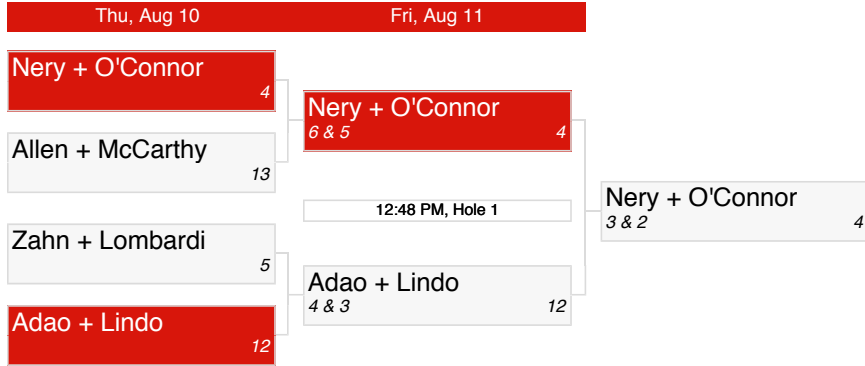 Thu, Aug 10
Fri, Aug 11
Nery + O'Connor
4
Allen + McCarthy
13
Zahn + Lombardi
5
Adao + Lindo
12
Nery + O'Connor
6 & 5 4
12:48 PM, Hole 1
Adao + Lindo
4 & 3 12
Nery + O'Connor
3 & 2 4